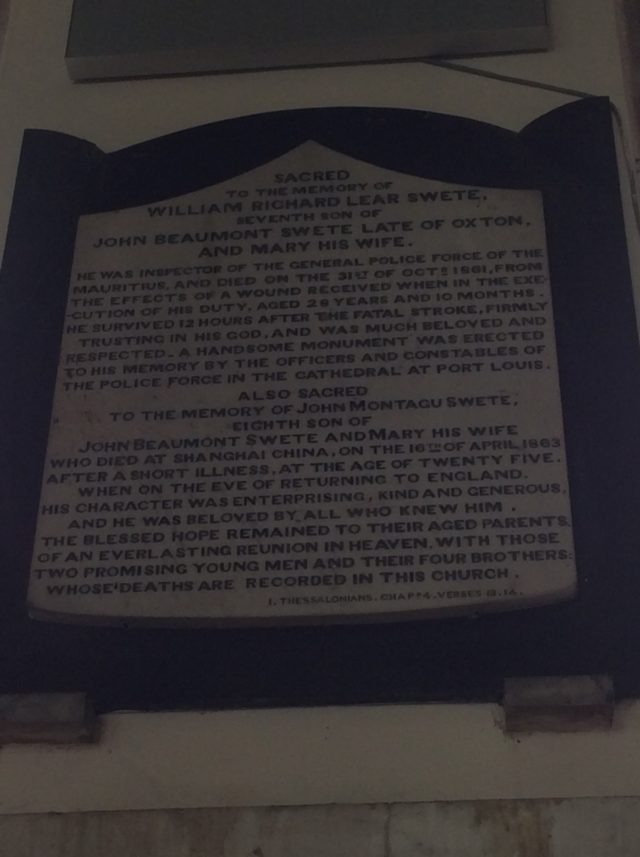 SACRED
TO THE MEMORY OF
WILLIAM RICHARD LEAR SWETE,
SEVENTH SON OF
JOHN BEAUMONT SWETE LATE OF OXTON,
AND MARY HIS WIFE.
HE WAS INSPECTOR OF THE GENERAL POLICE FORCE OF THE
MAURITIUS, AND DIED ON THE 31ST OF OCTR 1861, FROM
THE EFFECTS OF A WOUND RECEIVED WHEN IN THE EXE-
CUTION OF HIS DUTY, AGED 28 YEARS AND 10 MONTHS.
HE SURVIVED 12 HOURS AFTER THE FATAL STROKE, FIRMLY
TRUSTING IN HIS GOD, AND WAS MUCH BELOVED AND
RESPECTED_ A HANDSOME MONUMENT WAS ERECTED
TO HIS MEMORY BY THE OFFICERS AND CONSTABLES OF
THE POLICE FORCE IN THE CATHEDRAL AT PORT LOUIS.
ALSO SACRED
TO THE MEMORY OF JOHN MONTAGU SWETE,
EIGHTH SON OF
JOHN BEAUMONT SWETE AND MARY HIS WIFE
WHO DIED AT SHANGHAI CHINA, ON THE 16TH OF APRIL 1863
AFTER A SHORT ILLNESS, AT THE AGE OF TWENTY FIVE.
WHEN ON THE EVE OF RETURNING TO ENGLAND.
HIS CHARACTER WAS ENTERPRISING, KIND AND GENEROUS,
AND HE WAS BELOVED BY ALL WHO KNEW HIM.
THE BLESSED HOPE REMAINED TO THEIR AGED PARENTS,
OF AN EVERLASTING REUNION IN HEAVEN, WITH THOSE
TWO PROMISING YOUNG MEN AND THEIR FOUR BROTHERS:
WHOSE DEATHS ARE RECORDED IN THIS CHURCH.
I. THESSALONIANS. CHAP. 4. VERSES 13.14.